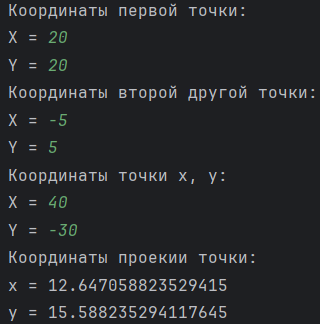 Координаты первой точки:
X = 20
Y = 20
Координаты второй другой точки:
X = -5
Y = 5
Координаты точки x, y:
X = 40
Y = -30
Координаты проекии точки:
x = 12.647058823529415
y = 15.588235294117645